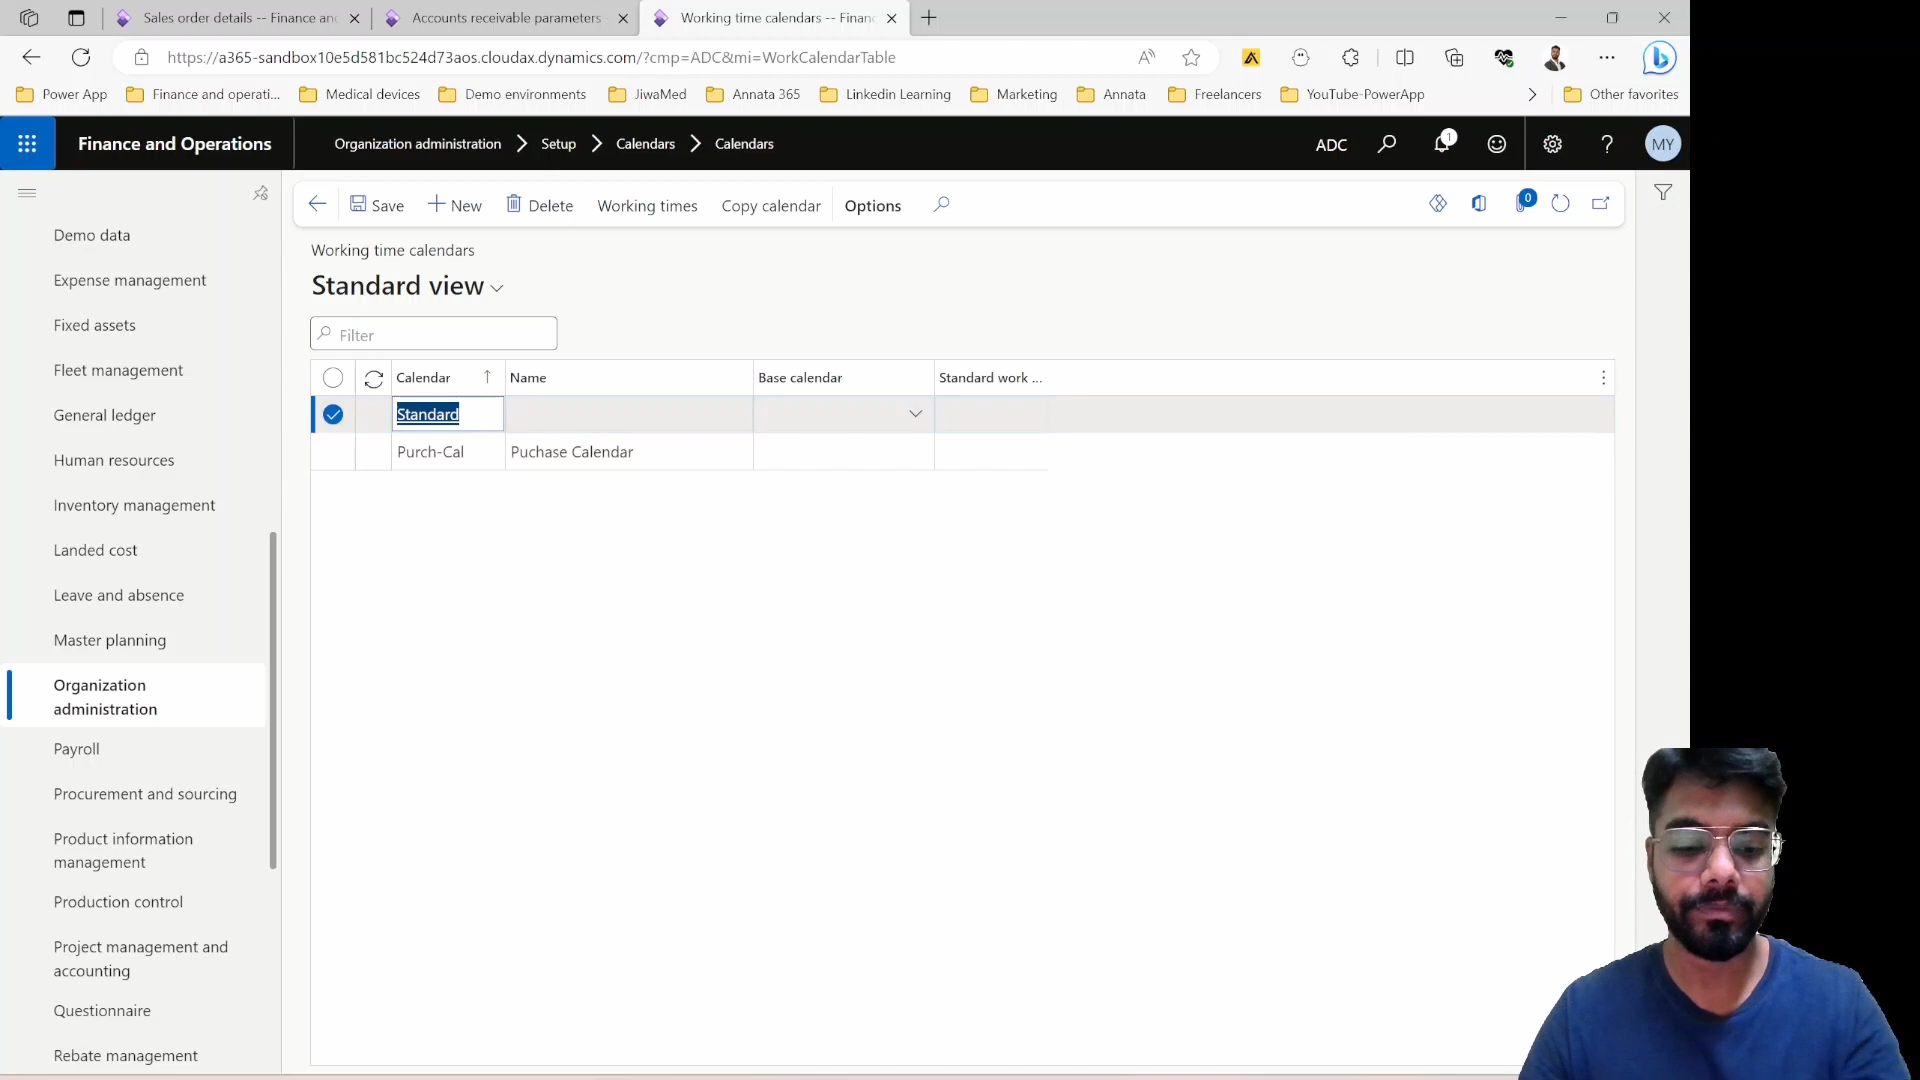 Sales order details -- Finance and
Accounts receivable parameters
Working time calendars -- Financ
https://a365-sandbox10e5d581bc524d73aos.cloudax.dynamics.com/?cmp=ADC&mi=WorkCalendarTable
Power App
Finance and operati...
Medical devices
Demo environments
JiwaMed
Annata 365
Linkedin Learning
Marketing
Annata
Freelancers
YouTube-PowerApp
Other favorites
Finance and Operations
Organization administration
Setup
Calendars
Calendars
ADC
1
MY
Save
New
Delete
Working times
Copy calendar
Options
0
Demo data
Expense management
Fixed assets
Fleet management
General ledger
Human resources
Inventory management
Landed cost
Leave and absence
Master planning
Organization
administration
Payroll
Procurement and sourcing
Product information
management
Production control
Project management and
accounting
Questionnaire
Rebate management
Working time calendars
Standard view
Filter
Calendar
Name
Base calendar
Standard work ...
Standard
Purch-Cal
Puchase Calendar